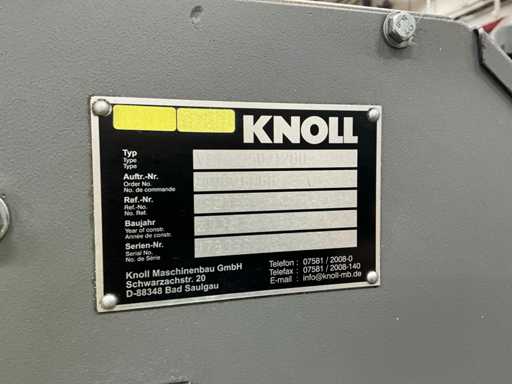 KNOLL
Typ
Type
Type
Auftr.-Nr.
Order No.
No. de commande
Ref.-Nr.
Ref.-No.
No. Ref.
Baujahr
Year of constr.
Année de constr.
Serien-Nr.
Serial No.
No. de Série
Knoll Maschinenbau GmbH
Schwarzachstr. 20
D-88348 Bad Saulgau
Telefon : 07581 / 2008-0
Telefax : 07581 / 2008-140
E-mail : info@knoll-mb.de